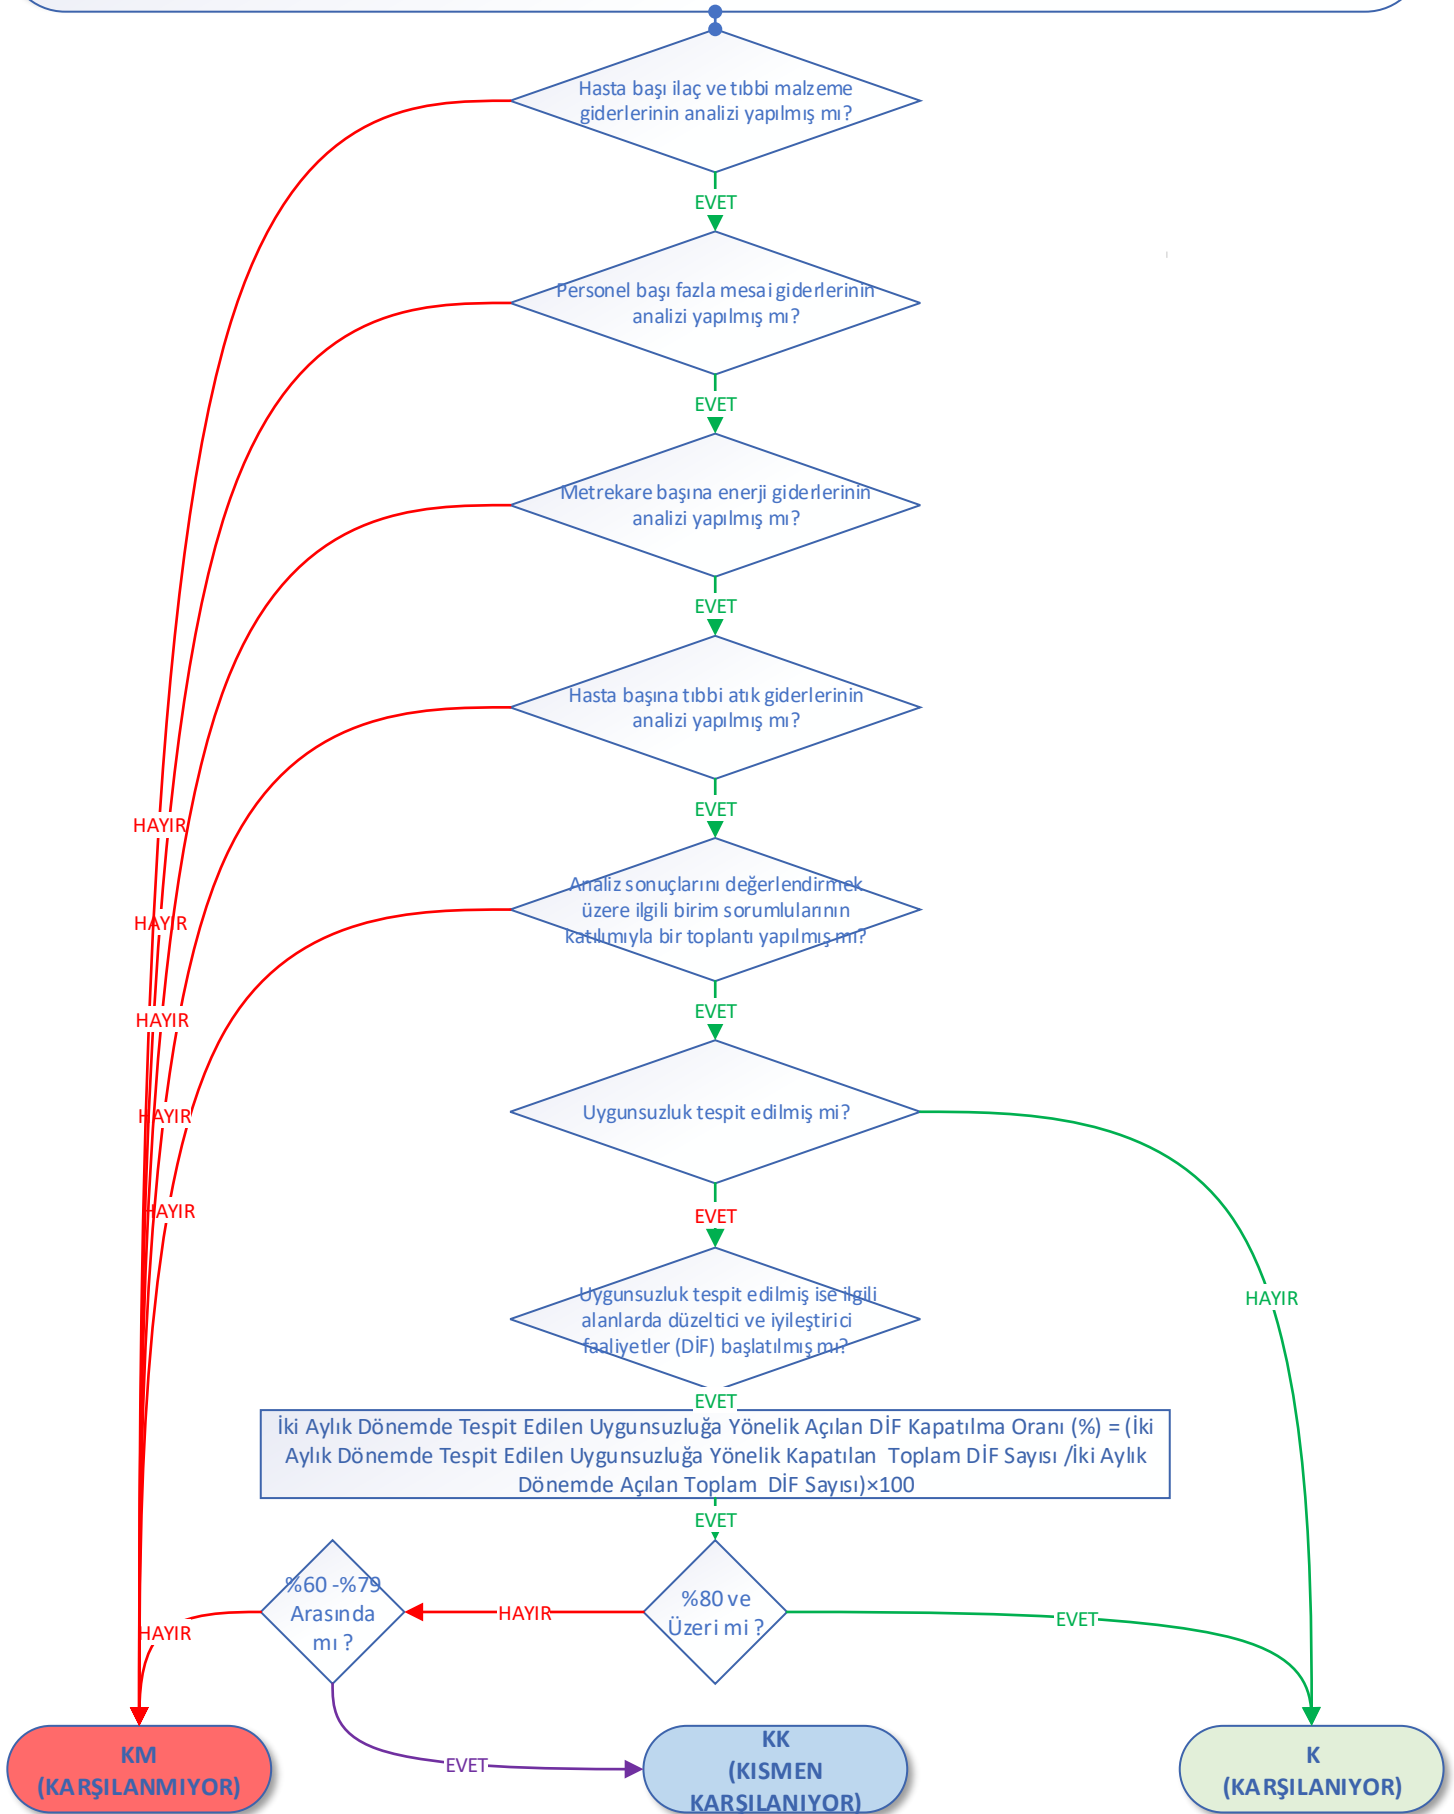 Hasta başı ilaç ve tıbbi malzeme
giderlerinin analizi yapılmış mı?
EVET
Personel başı fazla mesai giderlerinin
analizi yapılmış mı?
EVET
Metrekare başına enerji giderlerinin
analizi yapılmış mı?
EVET
Hasta başına tıbbi atık giderlerinin
analizi yapılmış mı?
EVET
HAYIR
Analiz sonuçlarını değerlendirmek
üzere ilgili birim sorumlularının
katılımıyla bir toplantı yapılmış mı?
HAYIR
EVET
HAYIR
Uygunsuzluk tespit edilmiş mi?
HAYIR
HAYIR
EVET
Uygunsuzluk tespit edilmiş ise ilgili
alanlarda düzeltici ve iyileştirici
faaliyetler (DİF) başlatılmış mı?
HAYIR
EVET
İki Aylık Dönemde Tespit Edilen Uygunsuzluğa Yönelik Açılan DİF Kapatılma Oranı (%) = (İki
Aylık Dönemde Tespit Edilen Uygunsuzluğa Yönelik Kapatılan Toplam DİF Sayısı /İki Aylık
Dönemde Açılan Toplam DİF Sayısı)×100
EVET
%60 -%79
Arasında
mı ?
HAYIR
%80 ve
Üzeri mi ?
EVET
HAYIR
EVET
KM
(KARŞILANMIYOR)
KK
(KISMEN
KARŞILANIYOR)
K
(KARŞILANIYOR)